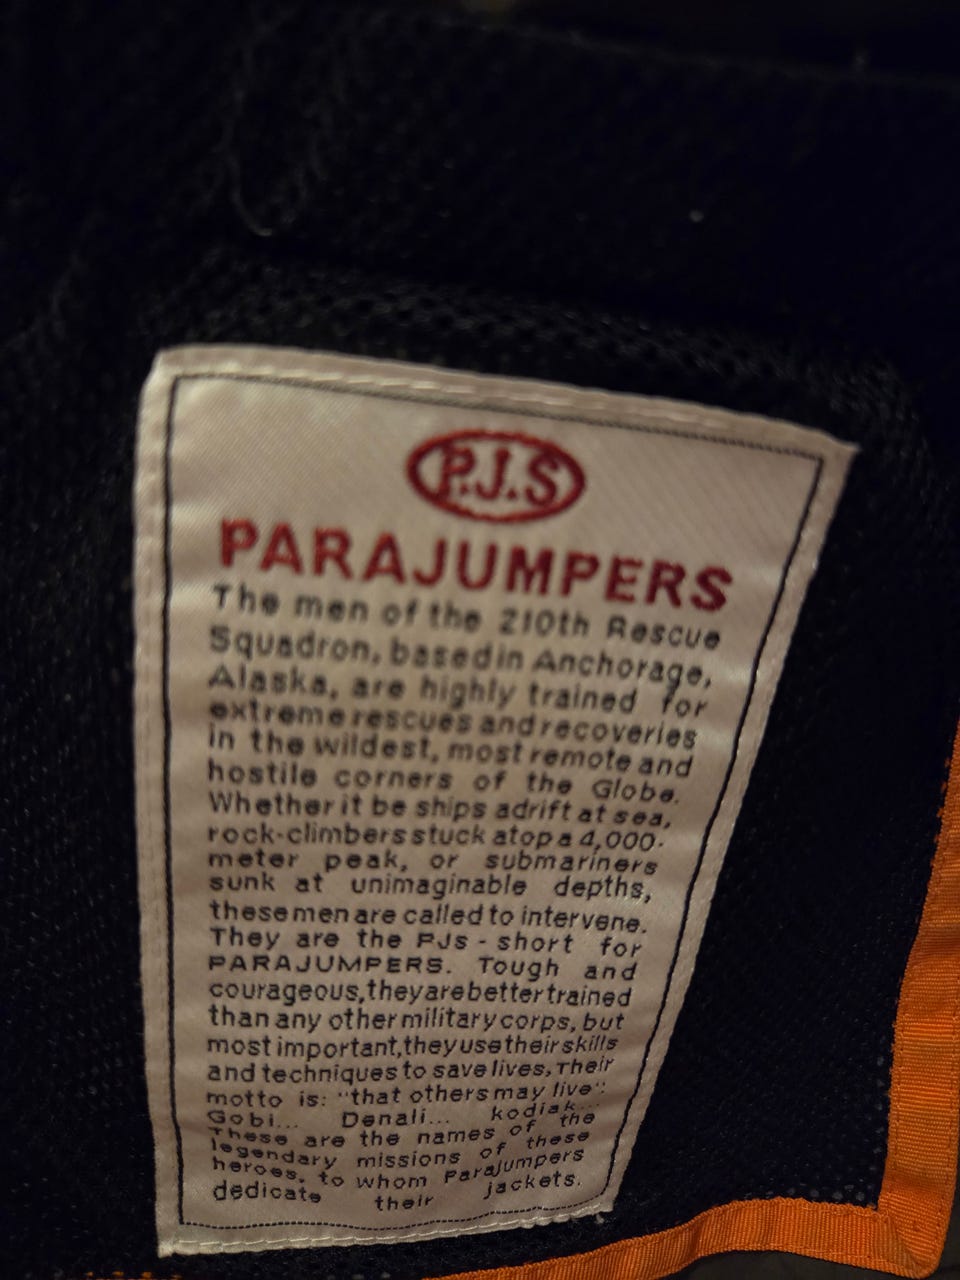 P.J.S
PARAJUMPERS
The men of the 210th Rescue
Squadron, based in Anchorage,
Alaska, are highly trained for
extreme rescues and recoveries
in the wildest, most remote and
hostile corners of the Globe.
Whether it be ships adrift at sea,
rock-climbers stuck atop a 4,000-
meter peak, or submariners
sunk at unimaginable depths,
these men are called to intervene.
They are the PJs - short for
PARAJUMPERS. Tough and
courageous, they are better trained
than any other military corps, but
most important, they use their skills
and techniques to save lives, Their
motto is: "that others may live":
Gobi... Denali... kodiak...
These are the names of the
legendary missions of these
heroes, to whom Parajumpers
dedicate their jackets.